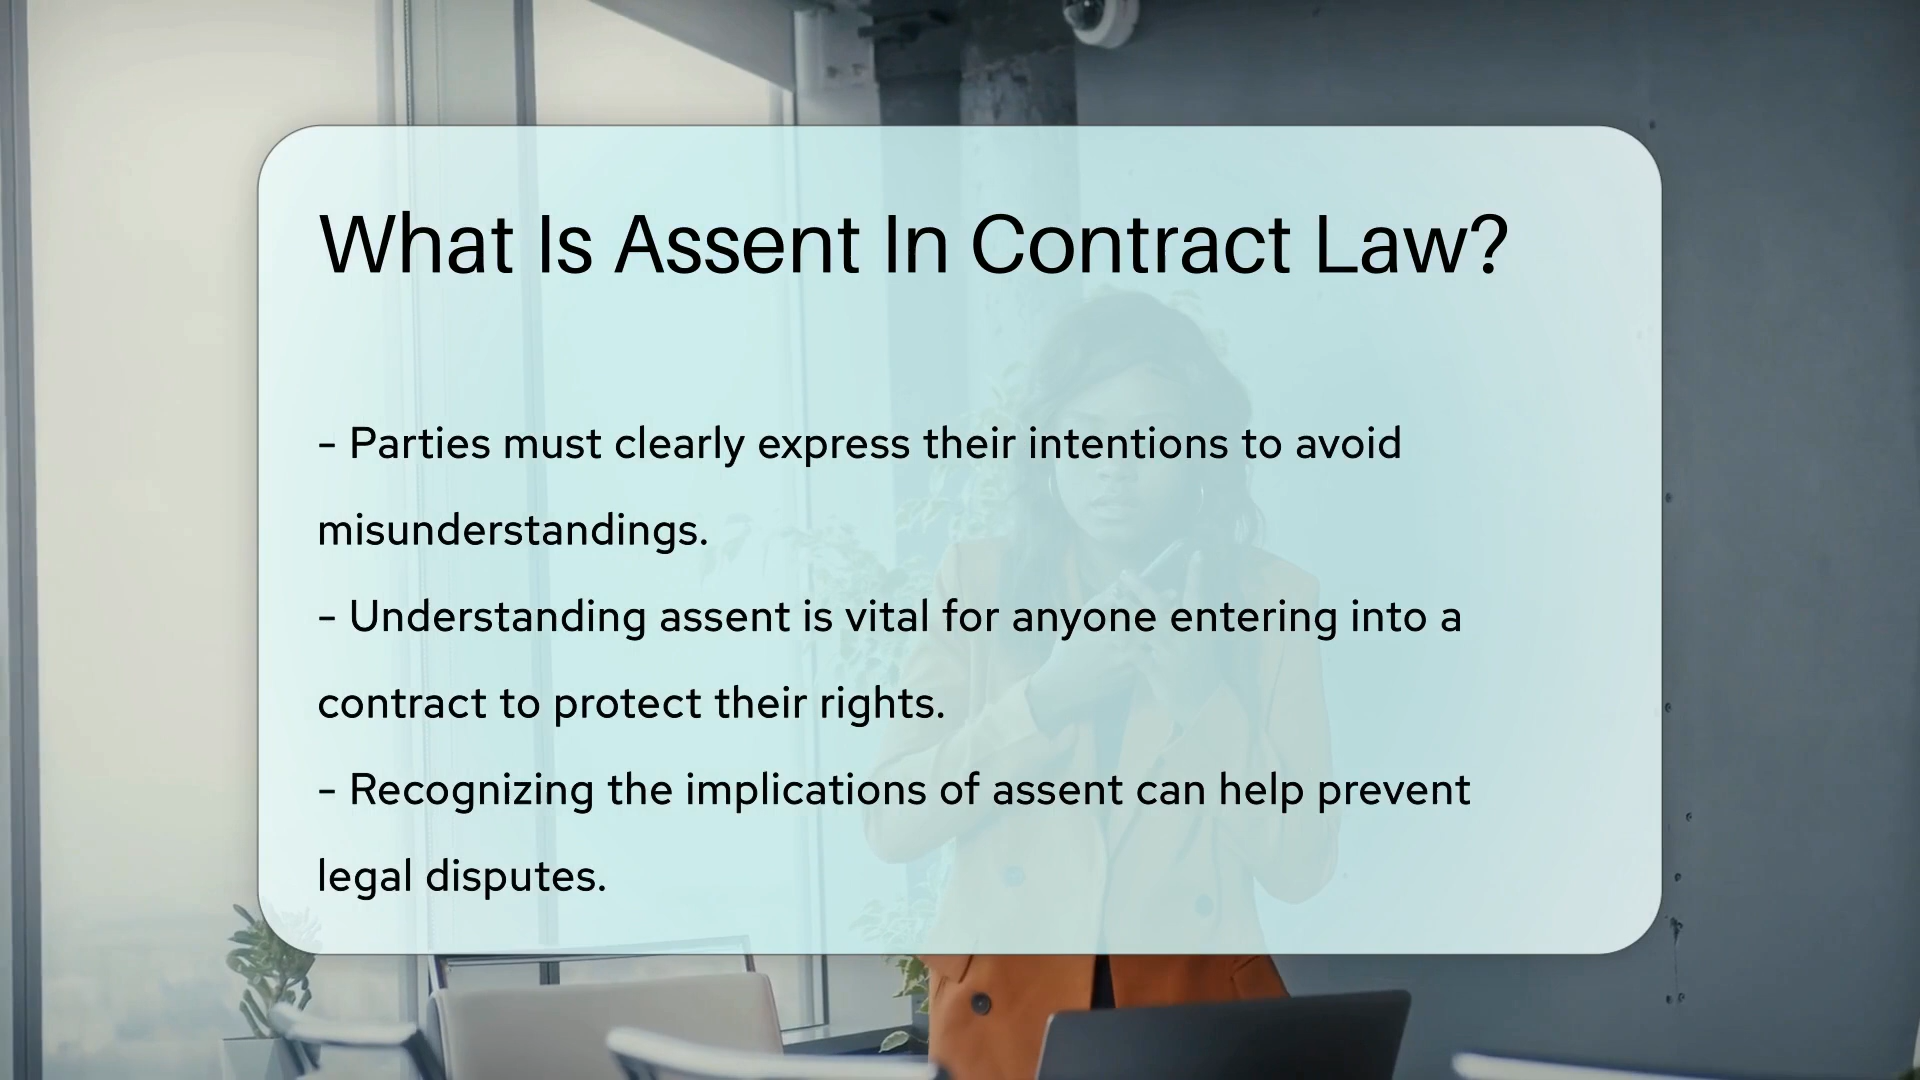 What Is Assent In Contract Law?
- Parties must clearly express their intentions to avoid
misunderstandings.
- Understanding assent is vital for anyone entering into a
contract to protect their rights.
- Recognizing the implications of assent can help prevent
legal disputes.